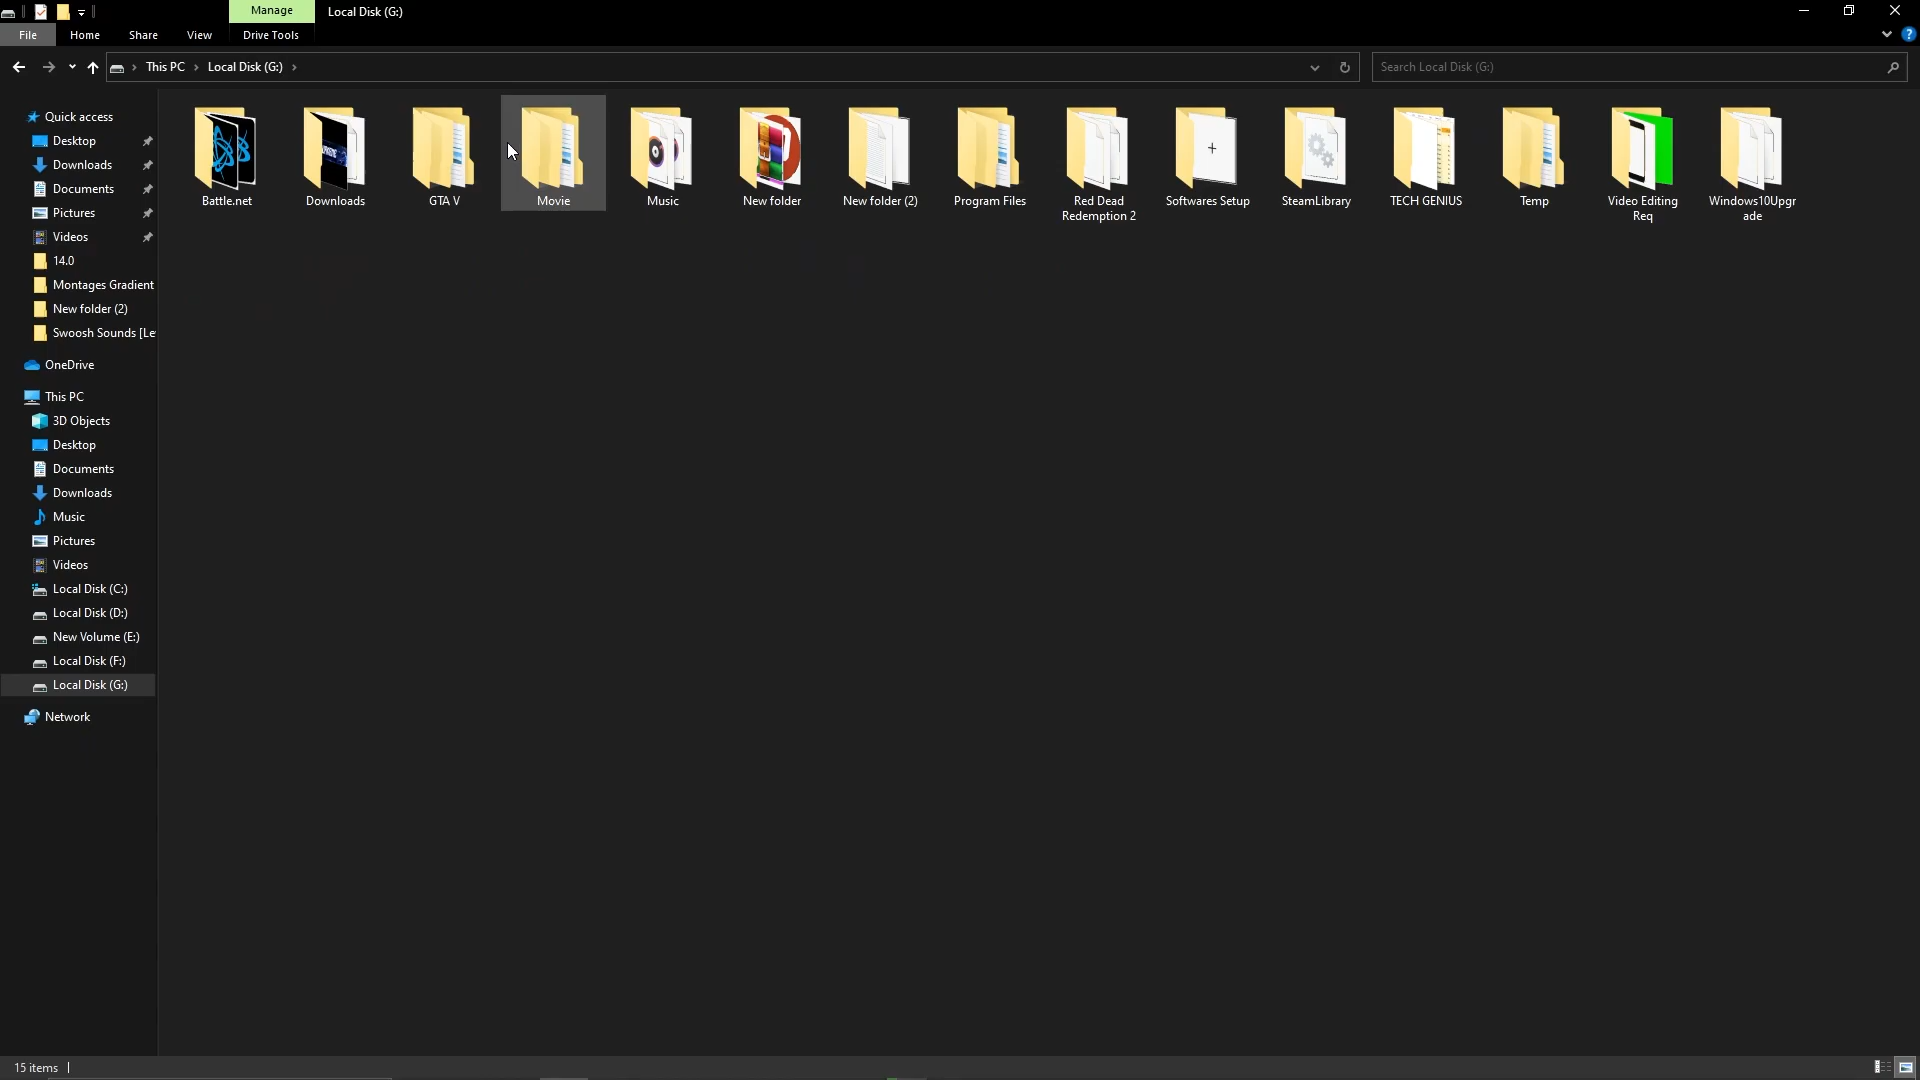 Manage
Local Disk (G:)
File
Home
Share
View
Drive Tools
?
This PC
Local Disk (G:)
Search Local Disk (G:)
Quick access
Desktop
Downloads
Documents
Pictures
Videos
14.0
Montages Gradient
New folder (2)
Swoosh Sounds [Le
OneDrive
This PC
3D Objects
Desktop
Documents
Downloads
Music
Pictures
Videos
Local Disk (C:)
Local Disk (D:)
New Volume (E:)
Local Disk (F:)
Local Disk (G:)
Network
Battle.net
Downloads
GTA V
Movie
Music
New folder
New folder (2)
Program Files
Red Dead
Redemption 2
Softwares Setup
SteamLibrary
TECH GENIUS
Temp
Video Editing
Req
Windows10Upgr
ade
15 items